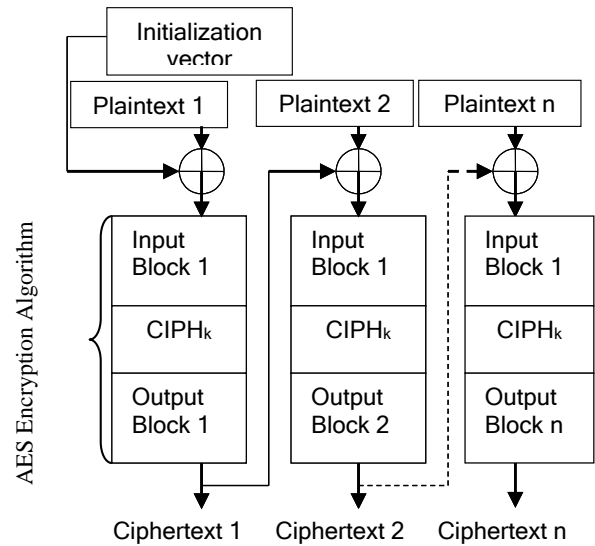 Initialization
vector
Plaintext 1
Plaintext 2
Plaintext n
AES Encryption Algorithm
Input
Block 1
Input
Block 1
Input
Block 1
CIPHk
CIPHk
CIPHk
Output
Block 1
Output
Block 2
Output
Block n
Ciphertext 1
Ciphertext 2
Ciphertext n